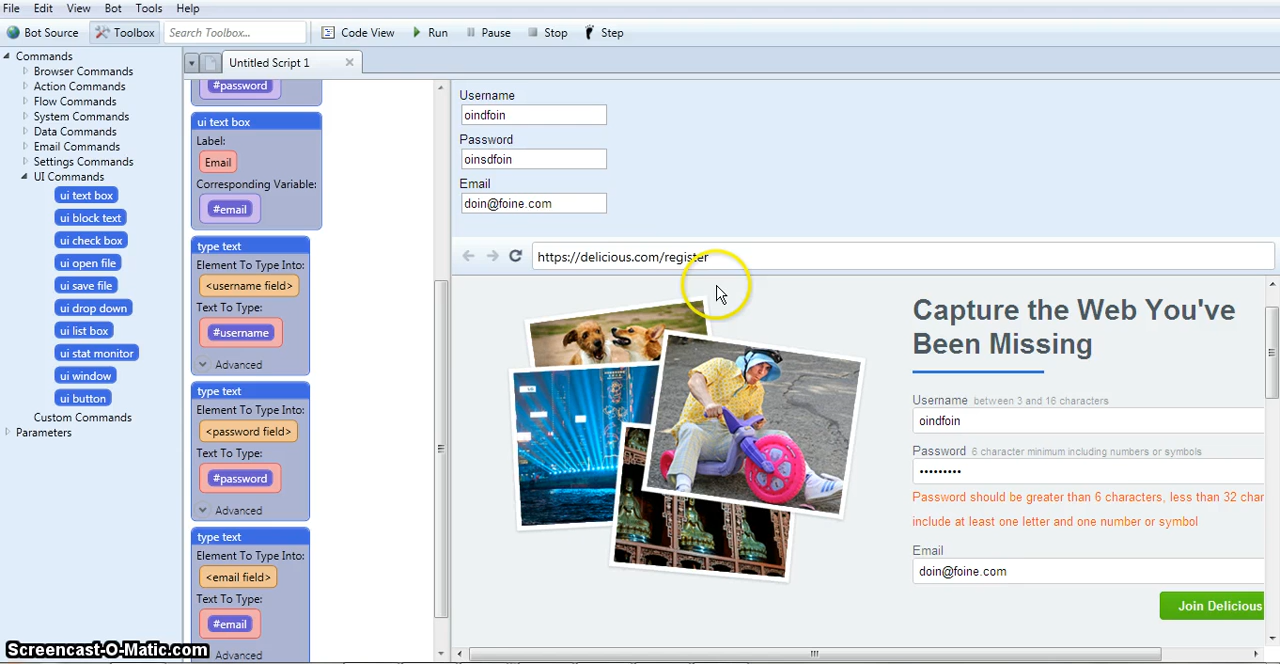 File Edit View Bot Tools Help
Bot Source Toolbox Search Toolbox... Code View Run Pause Stop Step
Commands
Browser Commands
Action Commands
Flow Commands
System Commands
Data Commands
Email Commands
Settings Commands
UI Commands
ui text box
ui block text
ui check box
ui open file
ui save file
ui drop down
ui list box
ui stat monitor
ui window
ui button
Custom Commands
Parameters
Untitled Script 1
#password
ui text box
Label:
Email
Corresponding Variable:
#email
type text
Element To Type Into:
<username field>
Text To Type:
#username
Advanced
type text
Element To Type Into:
<password field>
Text To Type:
#password
Advanced
type text
Element To Type Into:
<email field>
Text To Type:
#email
Advanced
Username
oindfoin
Password
oinsdfoin
Email
doin@foine.com
https://delicious.com/register
Capture the Web You've
Been Missing
Username between 3 and 16 characters
oindfoin
Password 6 character minimum including numbers or symbols
•••••••••
Password should be greater than 6 characters, less than 32 char
include at least one letter and one number or symbol
Email
doin@foine.com
Join Delicious
Screencast-O-Matic.com